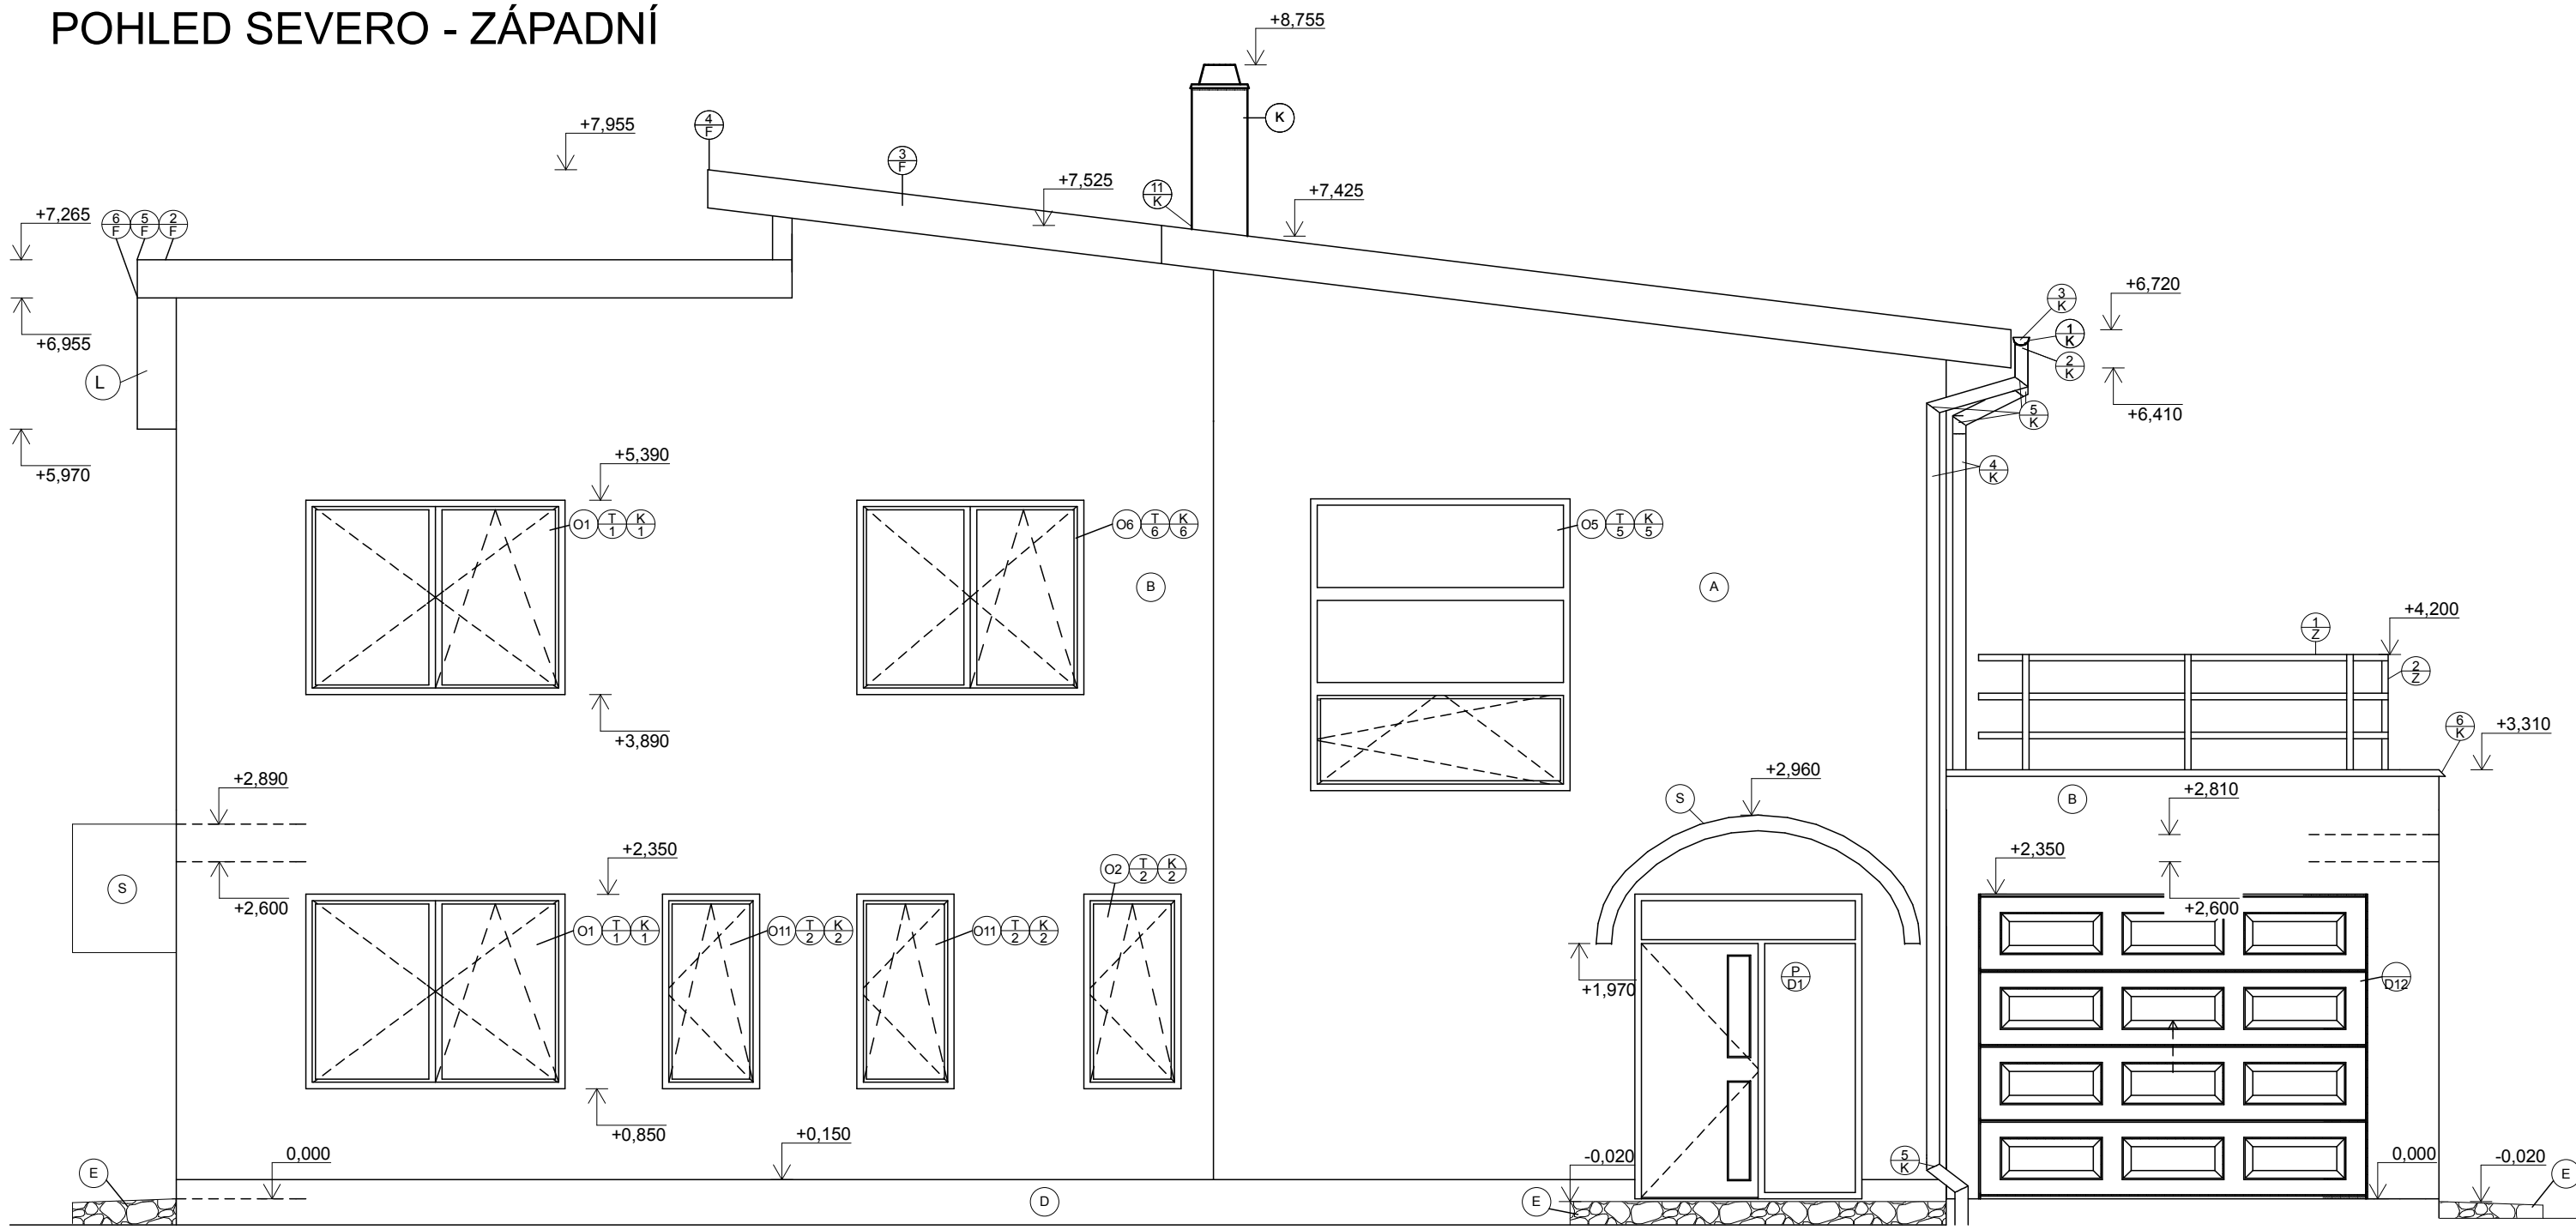 POHLED SEVERO - ZÁPADNÍ
+8,755
K
+7,955
4 F
3 F
+7,525
11 K
+7,425
+7,265
6 F 5 F 2 F
+6,955
L
+5,970
3 K
1 K
2 K
+6,720
+6,410
5 K
4 K
+5,390
O1 T 1 K 1
O6 T 6 K 6
O5 T 5 K 5
B
A
+3,890
1 Z
+4,200
2 Z
6 K
+3,310
+2,890
+2,960
S
B
+2,810
S
+2,600
+2,350
O2 T 2 K 2
+2,350
+2,600
O1 T 1 K 1
O11 T 2 K 2
O11 T 2 K 2
+1,970
P D1
D12
+0,850
+0,150
0,000
E
D
-0,020
E
5 K
0,000
-0,020
E